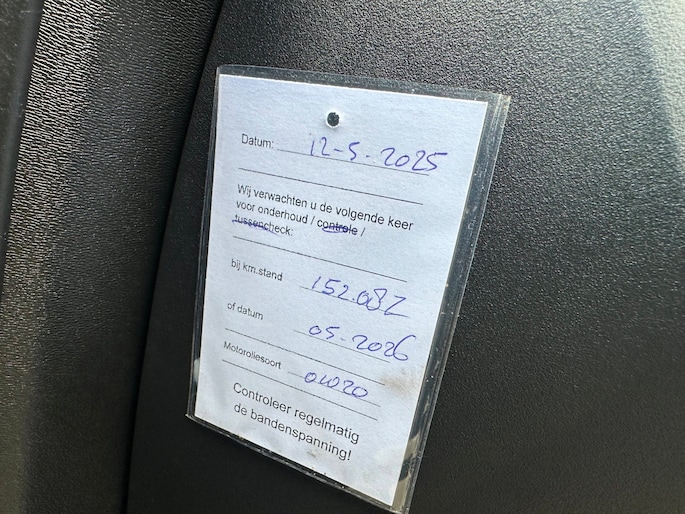 Datum: 12-5-2025
Wij verwachten u de volgende keer
voor onderhoud / controle /
tussencheck:
bij km.stand 152.082
of datum 05-2026
Motoroliesoort 0W20
Controleer regelmatig
de bandenspanning!